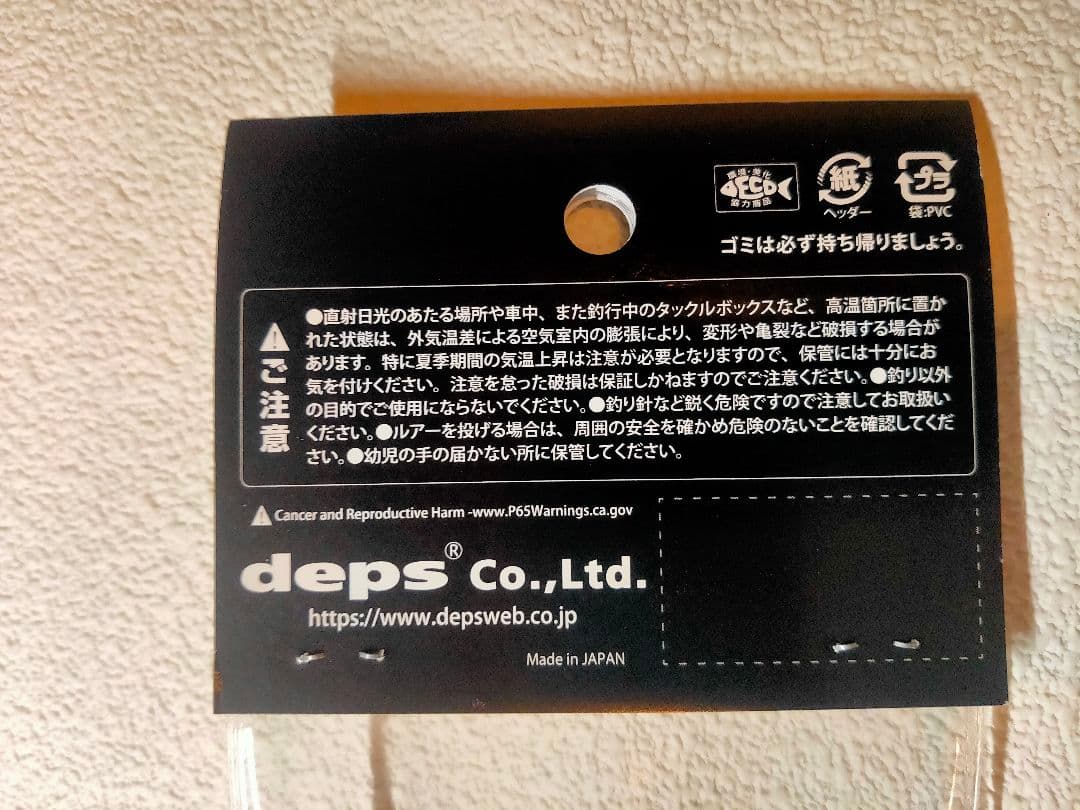 環境・美化
ECO
協力商品
紙
ヘッダー
プラ
袋:PVC
ゴミは必ず持ち帰りましょう。
ご注意
●直射日光のあたる場所や車中、また釣行中のタックルボックスなど、高温箇所に置か
れた状態は、外気温差による空気室内の膨張により、変形や亀裂など破損する場合が
あります。特に夏季期間の気温上昇は注意が必要となりますので、保管には十分にお
気を付けください。注意を怠った破損は保証しかねますのでご注意ください。●釣り以外
の目的でご使用にならないでください。●釣り針など鋭く危険ですので注意してお取扱い
ください。●ルアーを投げる場合は、周囲の安全を確かめ危険のないことを確認してくだ
さい。●幼児の手の届かない所に保管してください。
Cancer and Reproductive Harm -www.P65Warnings.ca.gov
deps® Co.,Ltd.
https://www.depsweb.co.jp
Made in JAPAN